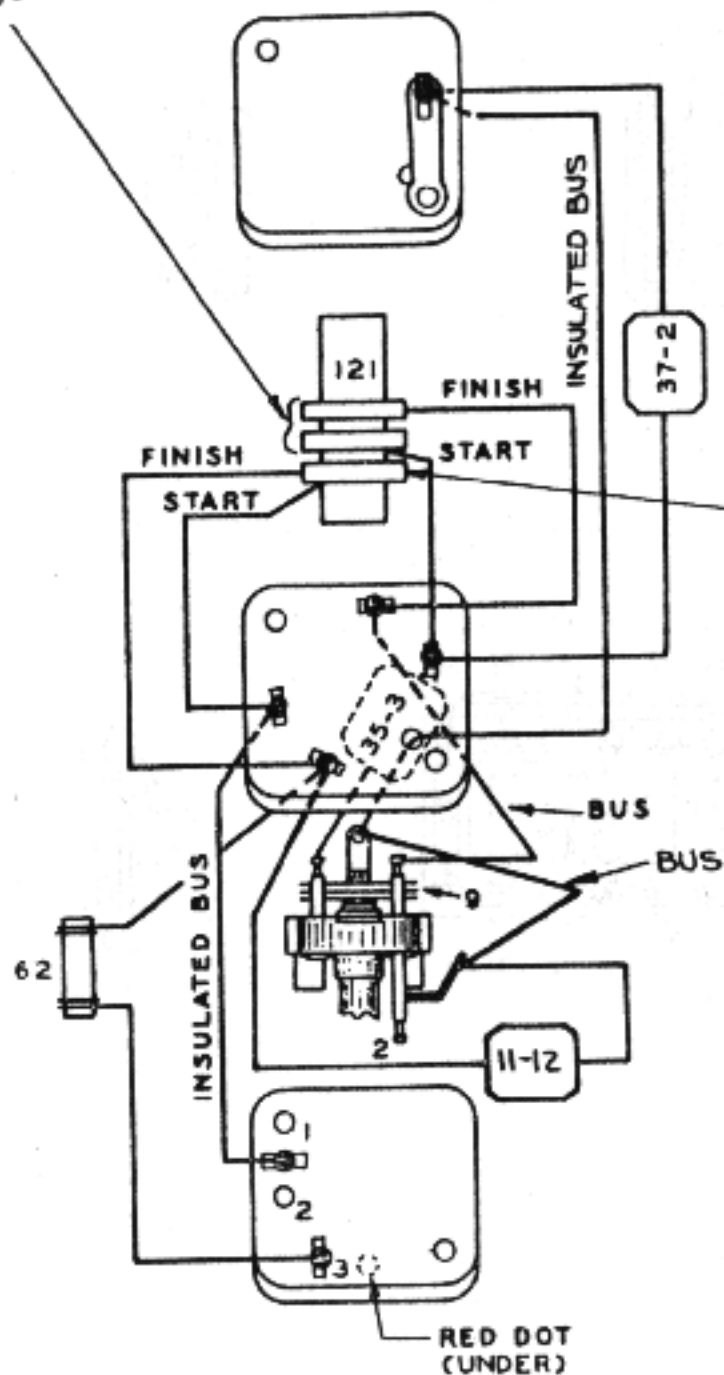 INSULATED BUS
37-2
121
FINISH
START
FINISH
START
35-3
BUS
BUS
9
62
INSULATED BUS
2
11-12
1
2
3
RED DOT
(UNDER)